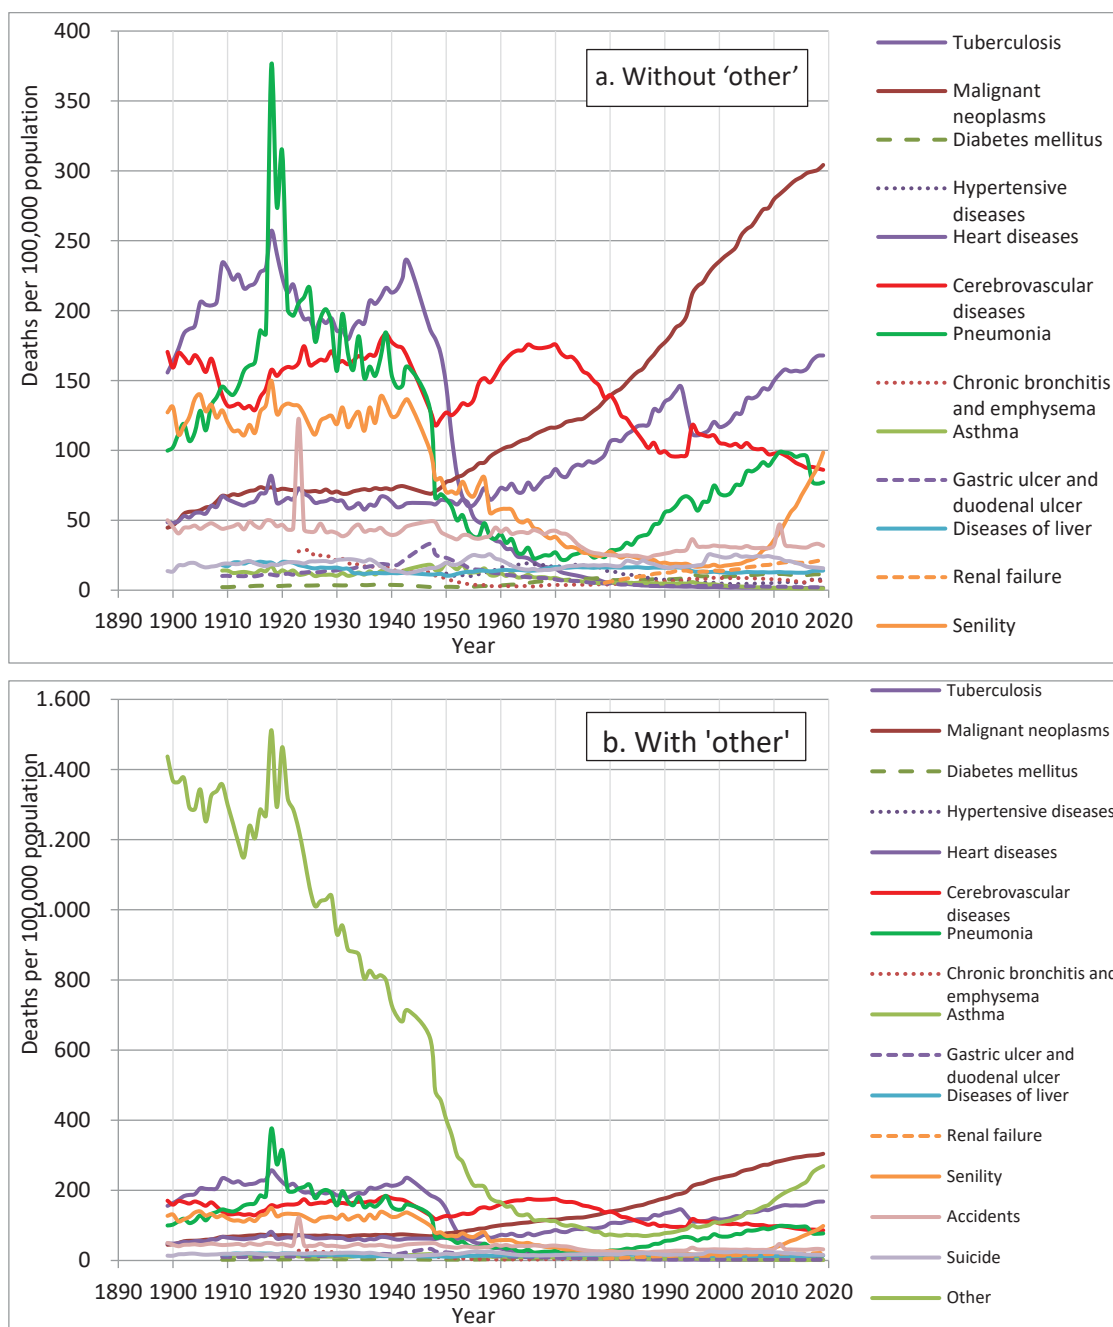 400
350
300
250
200
150
100
50
0
Deaths per 100,000 population
a. Without ‘other’
1890 1900 1910 1920 1930 1940 1950 1960 1970 1980 1990 2000 2010 2020
Year
Tuberculosis
Malignant
neoplasms
Diabetes mellitus
Hypertensive
diseases
Heart diseases
Cerebrovascular
diseases
Pneumonia
Chronic bronchitis
and emphysema
Asthma
Gastric ulcer and
duodenal ulcer
Diseases of liver
Renal failure
Senility
1.600
1.400
1.200
1.000
800
600
400
200
0
Deaths per 100,000 population
b. With 'other'
1890 1900 1910 1920 1930 1940 1950 1960 1970 1980 1990 2000 2010 2020
Year
Tuberculosis
Malignant neoplasms
Diabetes mellitus
Hypertensive diseases
Heart diseases
Cerebrovascular
diseases
Pneumonia
Chronic bronchitis and
emphysema
Asthma
Gastric ulcer and
duodenal ulcer
Diseases of liver
Renal failure
Senility
Accidents
Suicide
Other